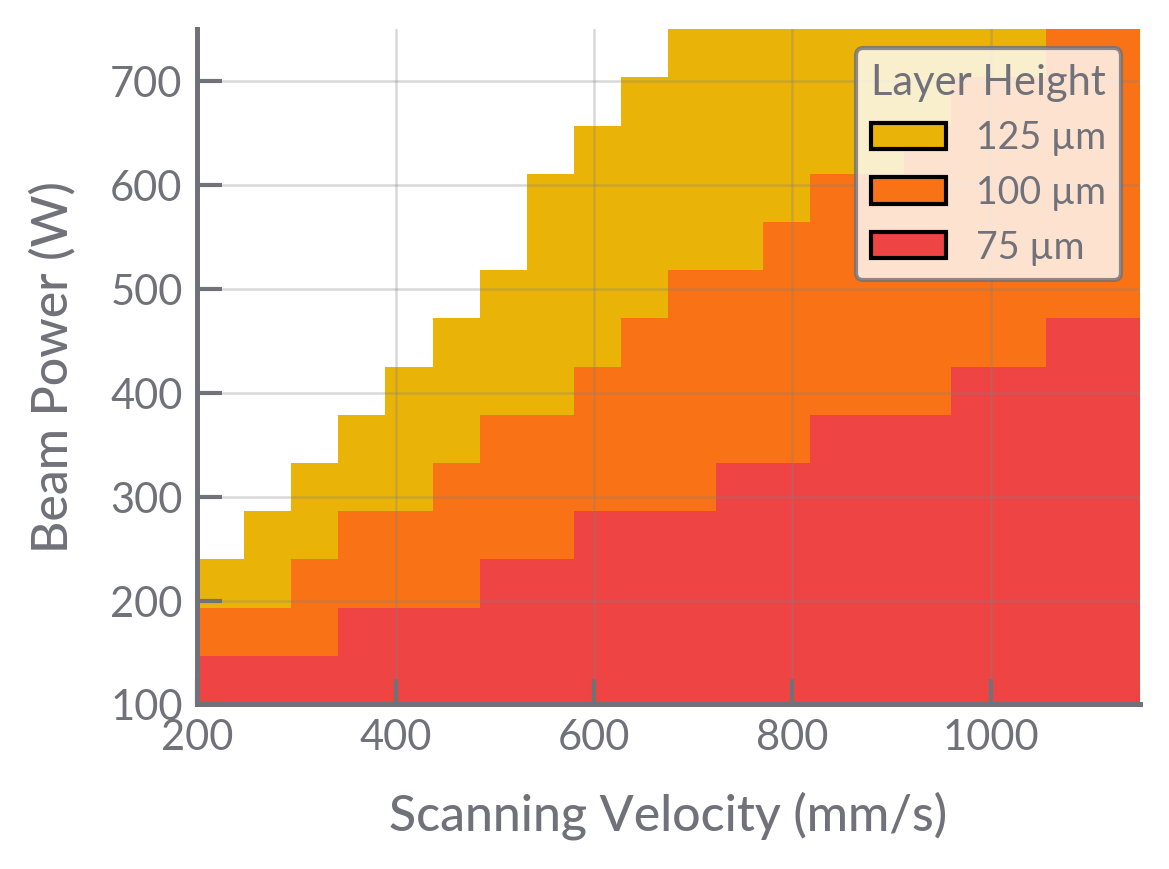 Beam Power (W)
700
600
500
400
300
200
100
Layer Height
125 µm
100 µm
75 µm
200 400 600 800 1000
Scanning Velocity (mm/s)